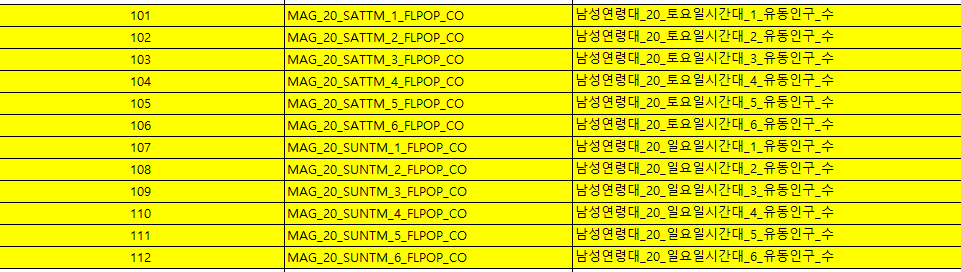 101 MAG_20_SATTM_1_FLPOP_CO 남성연령대_20_토요일시간대_1_유동인구_수
102 MAG_20_SATTM_2_FLPOP_CO 남성연령대_20_토요일시간대_2_유동인구_수
103 MAG_20_SATTM_3_FLPOP_CO 남성연령대_20_토요일시간대_3_유동인구_수
104 MAG_20_SATTM_4_FLPOP_CO 남성연령대_20_토요일시간대_4_유동인구_수
105 MAG_20_SATTM_5_FLPOP_CO 남성연령대_20_토요일시간대_5_유동인구_수
106 MAG_20_SATTM_6_FLPOP_CO 남성연령대_20_토요일시간대_6_유동인구_수
107 MAG_20_SUNTM_1_FLPOP_CO 남성연령대_20_일요일시간대_1_유동인구_수
108 MAG_20_SUNTM_2_FLPOP_CO 남성연령대_20_일요일시간대_2_유동인구_수
109 MAG_20_SUNTM_3_FLPOP_CO 남성연령대_20_일요일시간대_3_유동인구_수
110 MAG_20_SUNTM_4_FLPOP_CO 남성연령대_20_일요일시간대_4_유동인구_수
111 MAG_20_SUNTM_5_FLPOP_CO 남성연령대_20_일요일시간대_5_유동인구_수
112 MAG_20_SUNTM_6_FLPOP_CO 남성연령대_20_일요일시간대_6_유동인구_수